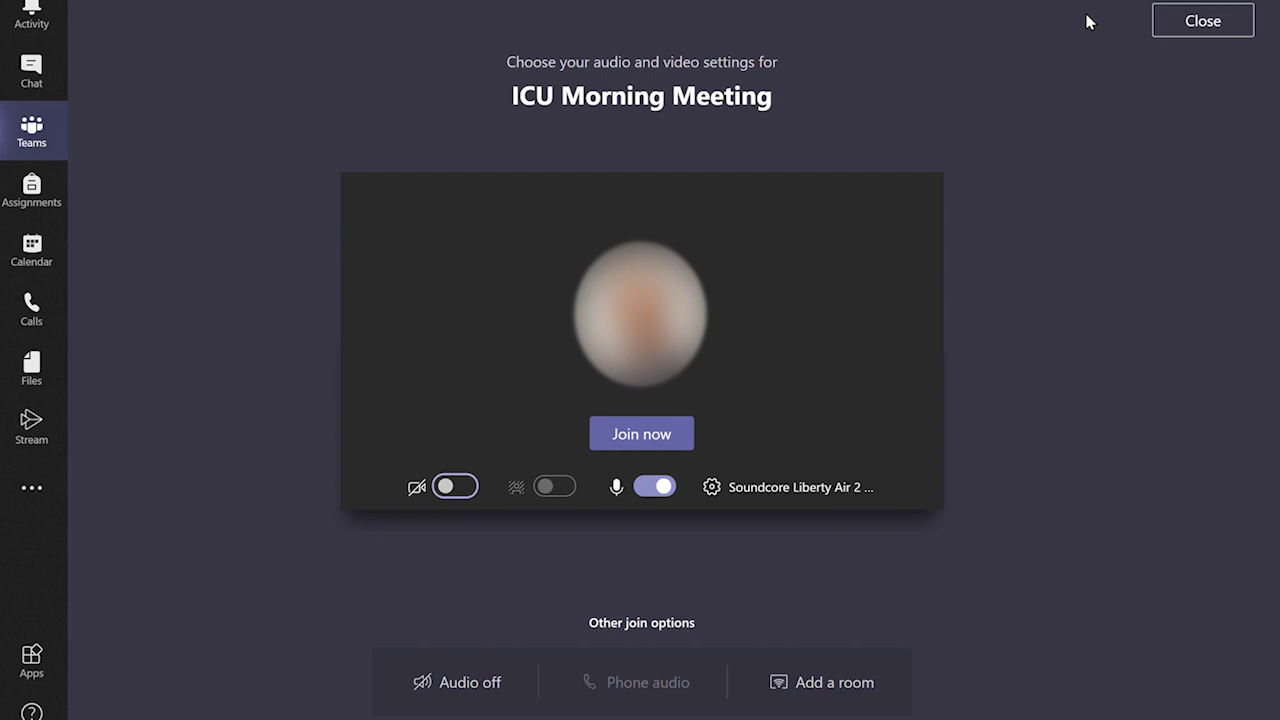 Activity
Chat
Teams
Assignments
Calendar
Calls
Files
Stream
Apps
Close
Choose your audio and video settings for
ICU Morning Meeting
Join now
Soundcore Liberty Air 2 ...
Other join options
Audio off
Phone audio
Add a room